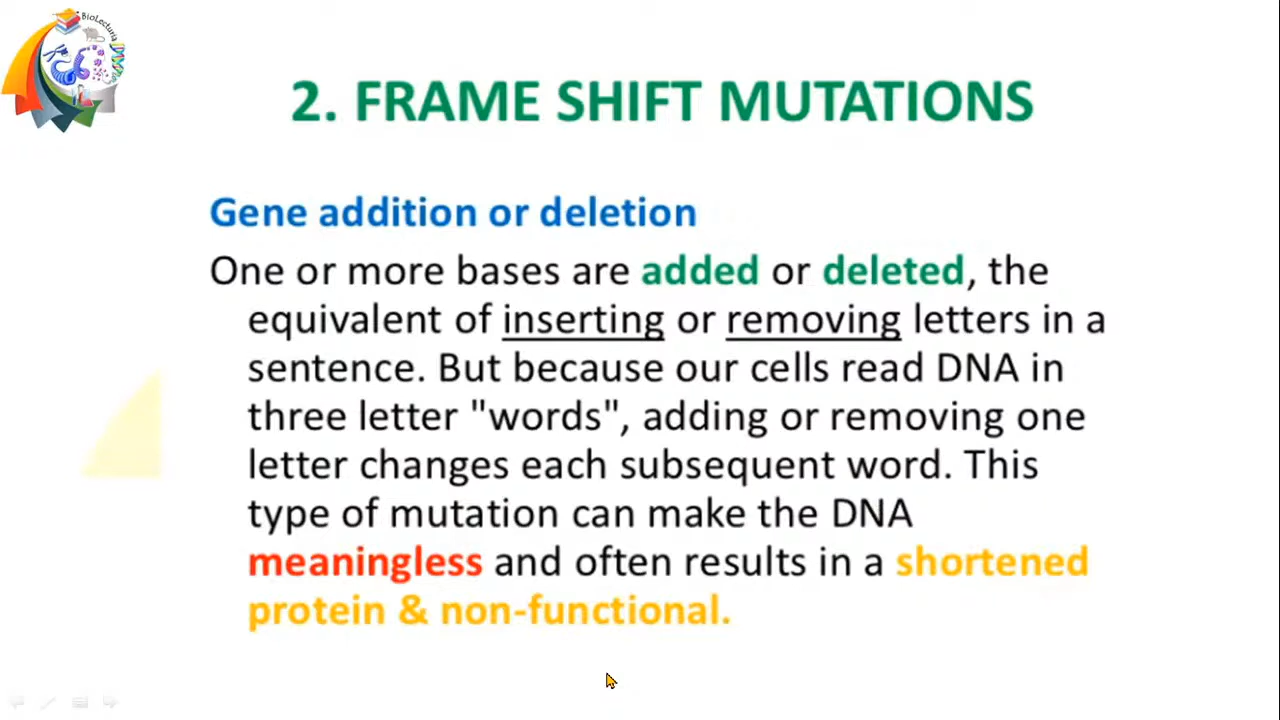 BioLecturia
2. FRAME SHIFT MUTATIONS
Gene addition or deletion
One or more bases are added or deleted, the
equivalent of inserting or removing letters in a
sentence. But because our cells read DNA in
three letter "words", adding or removing one
letter changes each subsequent word. This
type of mutation can make the DNA
meaningless and often results in a shortened
protein & non-functional.